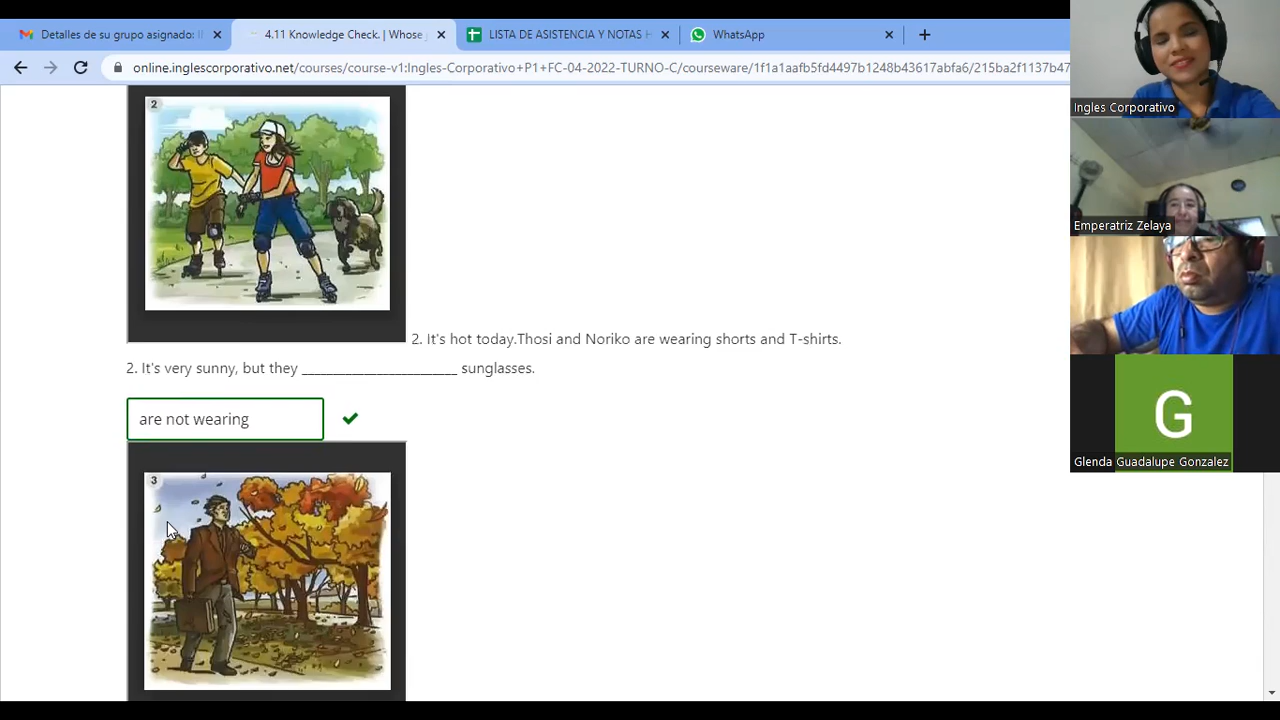 Detalles de su grupo asignado: I
4.11 Knowledge Check. | Whose j
LISTA DE ASISTENCIA Y NOTAS H
WhatsApp
online.inglescorporativo.net/courses/course-v1:Ingles-Corporativo+P1+FC-04-2022-TURNO-C/courseware/1f1a1aafb5fd4497b1248b43617abfa6/215ba2f1137b47
2
2. It's hot today.Thosi and Noriko are wearing shorts and T-shirts.
2. It's very sunny, but they _________________________ sunglasses.
are not wearing
3
Ingles Corporativo
Emperatriz Zelaya
G
Glenda Guadalupe Gonzalez